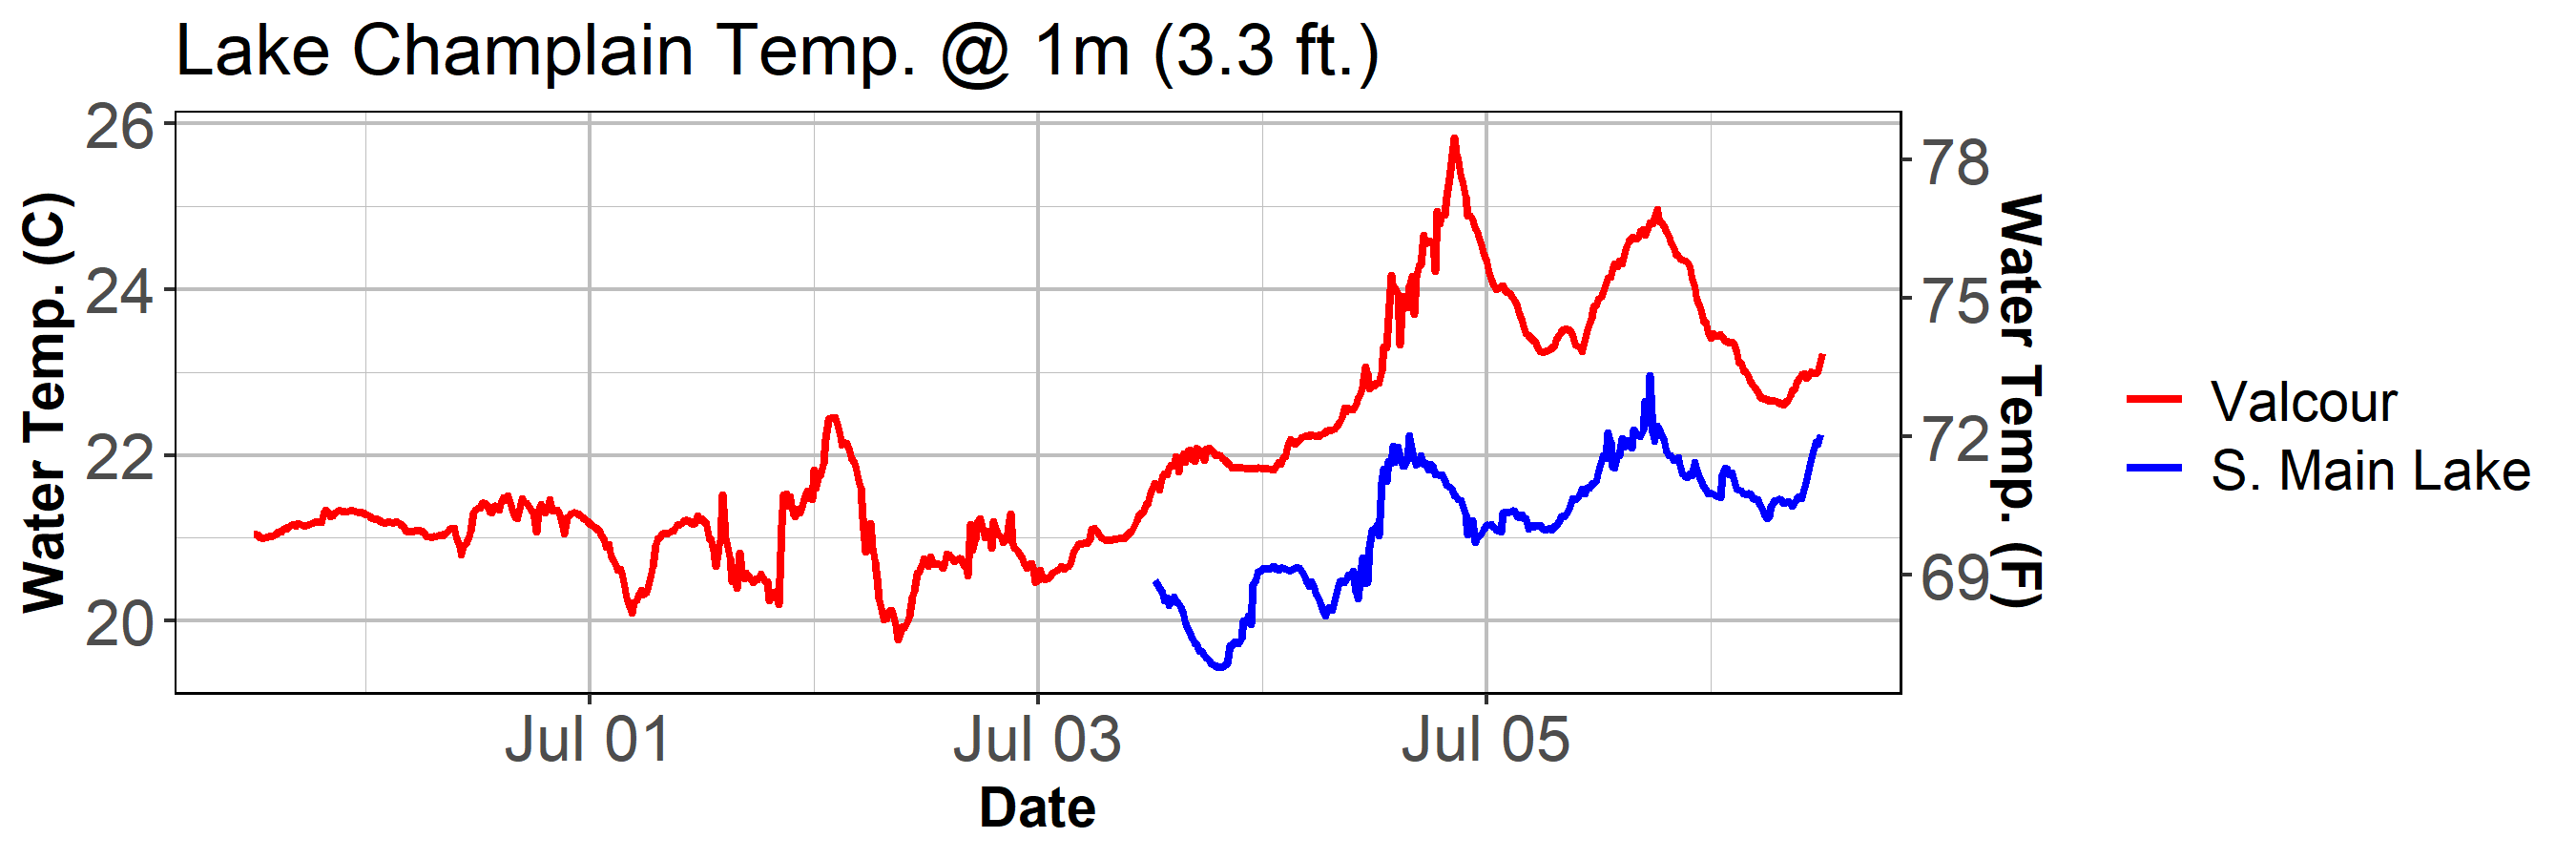 Lake Champlain Temp. @ 1m (3.3 ft.)
Water Temp. (C)
26
24
22
20
78
75
72
69
Water Temp. (F)
Jul 01
Jul 03
Jul 05
Date
Valcour
S. Main Lake